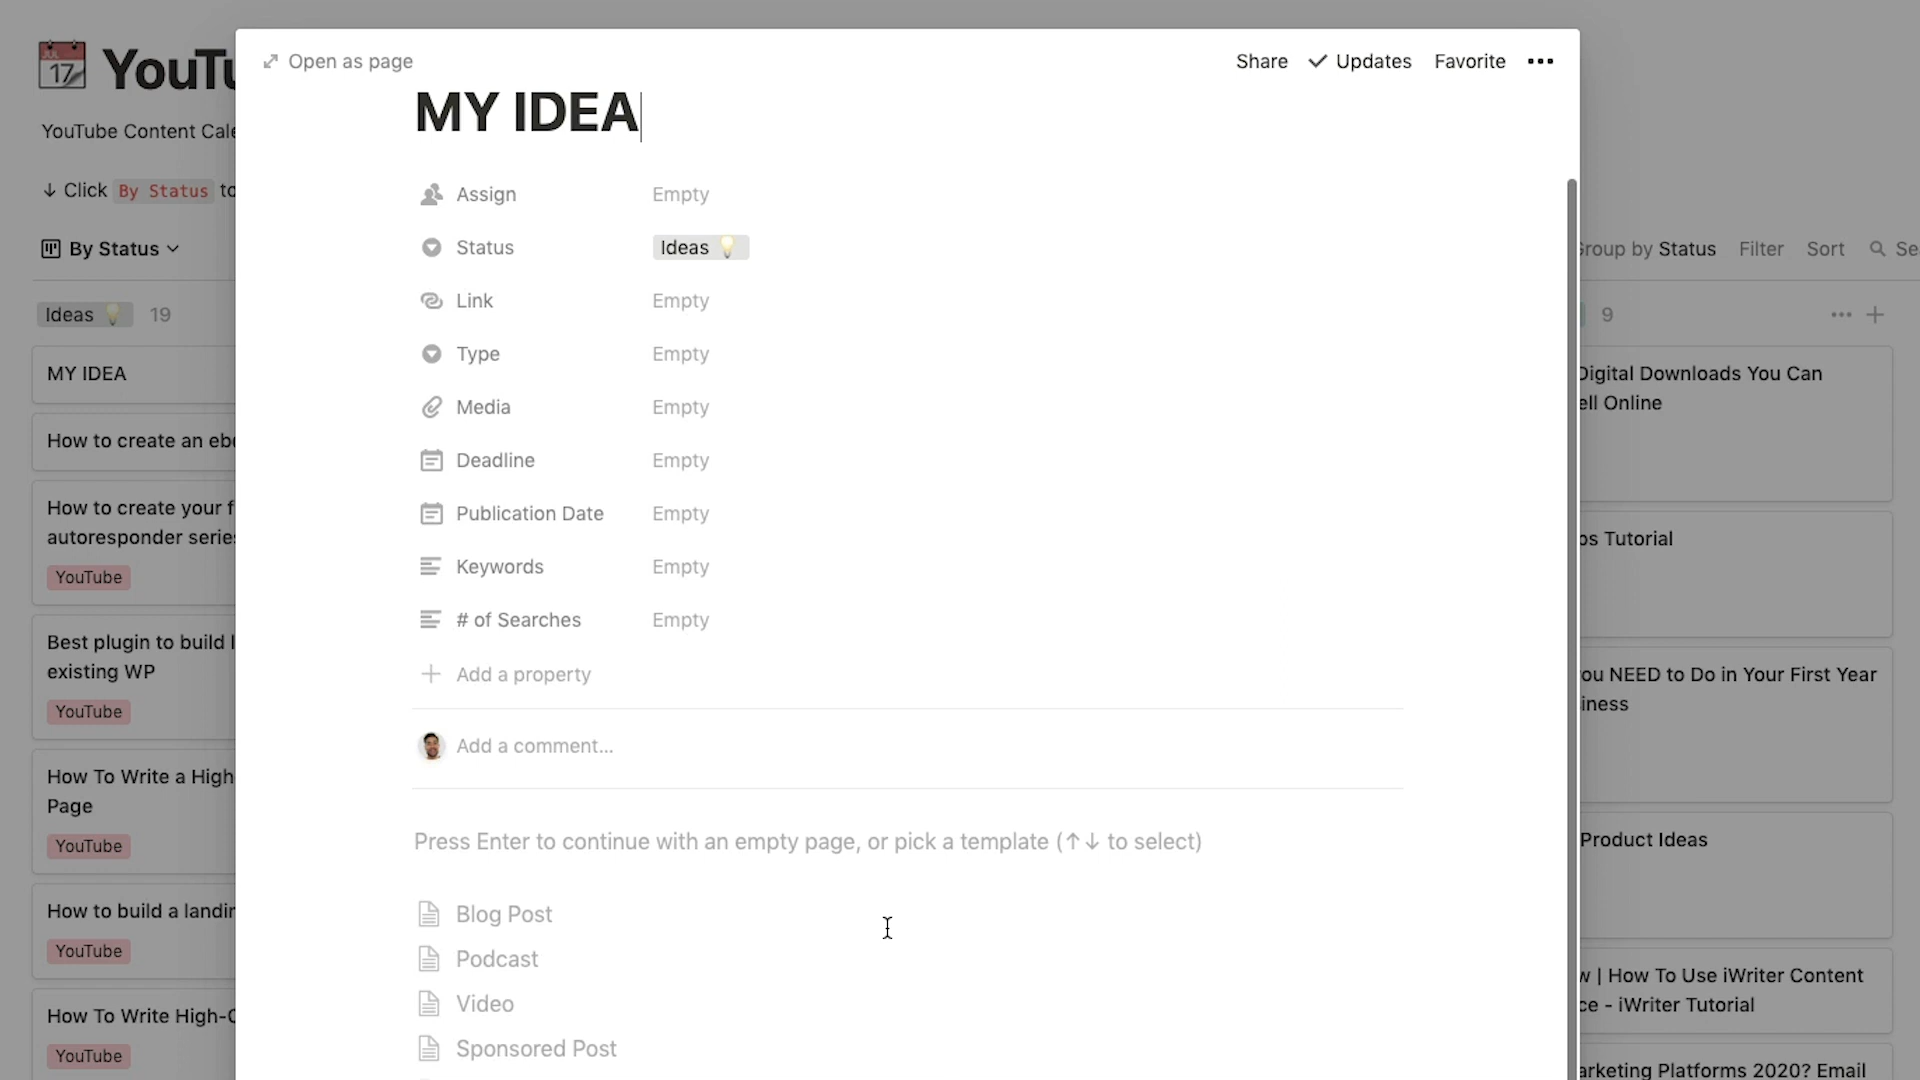 JUL
17
YouTu
YouTube Content Cale
↓ Click By Status to
By Status
Ideas 💡 19
MY IDEA
How to create an eb
How to create your f
autoresponder series
YouTube
Best plugin to build l
existing WP
YouTube
How To Write a High-
Page
YouTube
How to build a landin
YouTube
How To Write High-Q
YouTube
Open as page
Share
✓ Updates
Favorite
•••
MY IDEA
Assign Empty
Status Ideas 💡
Link Empty
Type Empty
Media Empty
Deadline Empty
Publication Date Empty
Keywords Empty
# of Searches Empty
+ Add a property
Add a comment...
Press Enter to continue with an empty page, or pick a template (↑↓ to select)
Blog Post
Podcast
Video
Sponsored Post
Group by Status Filter Sort Se
9 ••• +
Digital Downloads You Can
ell Online
os Tutorial
ou NEED to Do in Your First Year
iness
Product Ideas
w | How To Use iWriter Content
ce - iWriter Tutorial
arketing Platforms 2020? Email